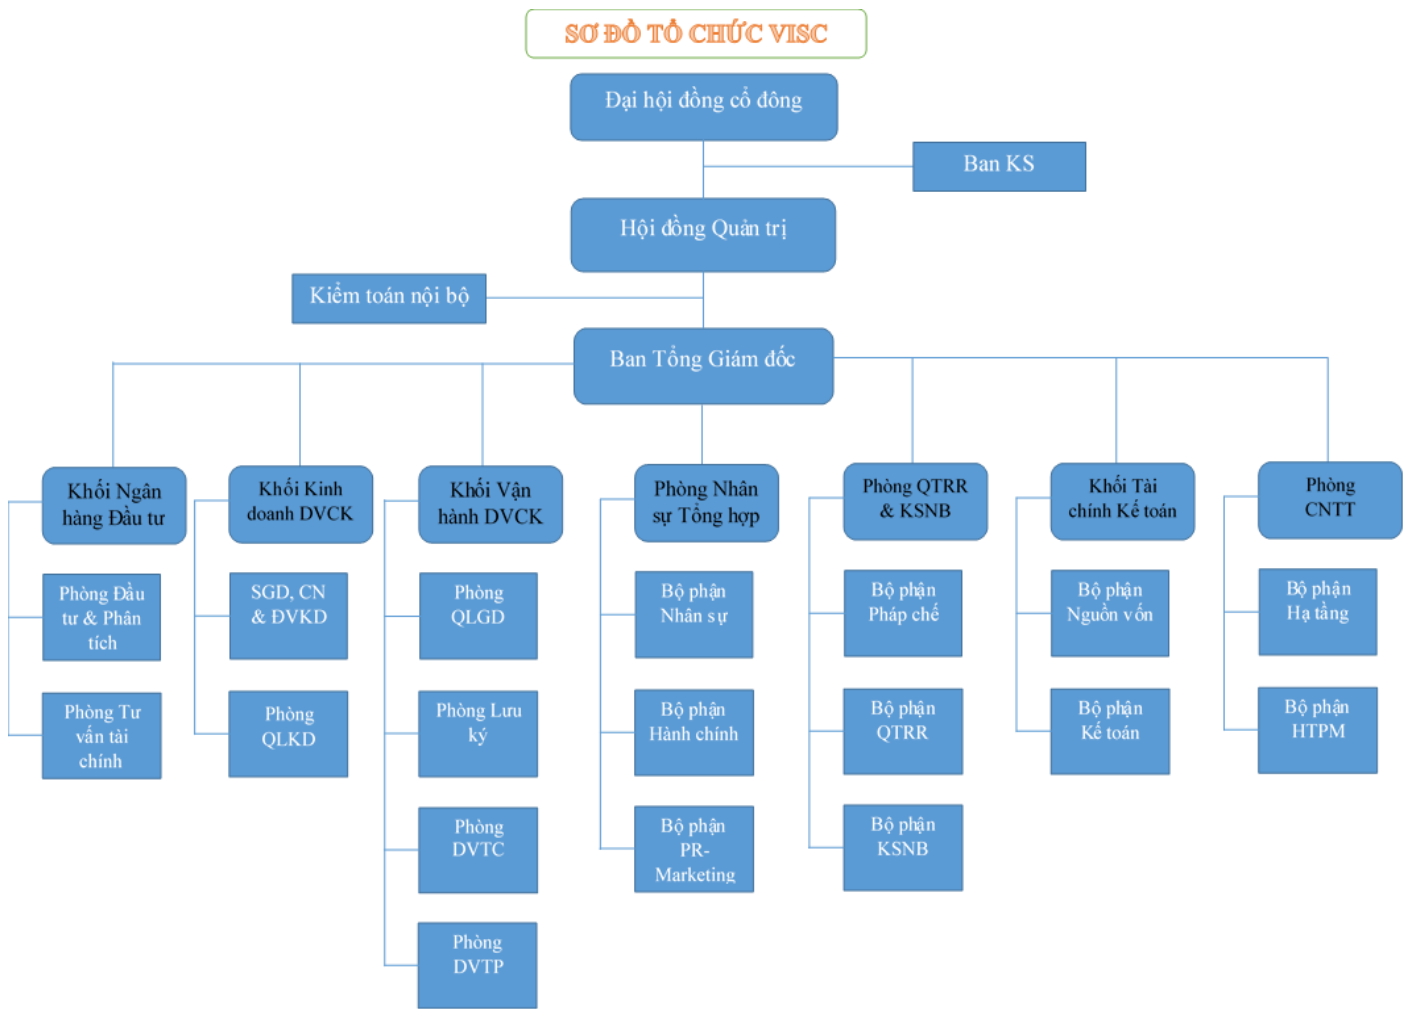 SƠ ĐỒ TỔ CHỨC VISC
Đại hội đồng cổ đông
Ban KS
Hội đồng Quản trị
Kiểm toán nội bộ
Ban Tổng Giám đốc
Khối Ngân
hàng Đầu tư
Phòng Đầu
tư & Phân
tích
Phòng Tư
vấn tài
chính
Khối Kinh
doanh DVCK
SGD, CN
& ĐVKD
Phòng
QLKD
Khối Vận
hành DVCK
Phòng
QLGD
Phòng Lưu
ký
Phòng
DVTC
Phòng
DVTP
Phòng Nhân
sự Tổng hợp
Bộ phận
Nhân sự
Bộ phận
Hành chính
Bộ phận
PR-
Marketing
Phòng QTRR
& KSNB
Bộ phận
Pháp chế
Bộ phận
QTRR
Bộ phận
KSNB
Khối Tài
chính Kế toán
Bộ phận
Nguồn vốn
Bộ phận
Kế toán
Phòng
CNTT
Bộ phận
Hạ tầng
Bộ phận
HTPM